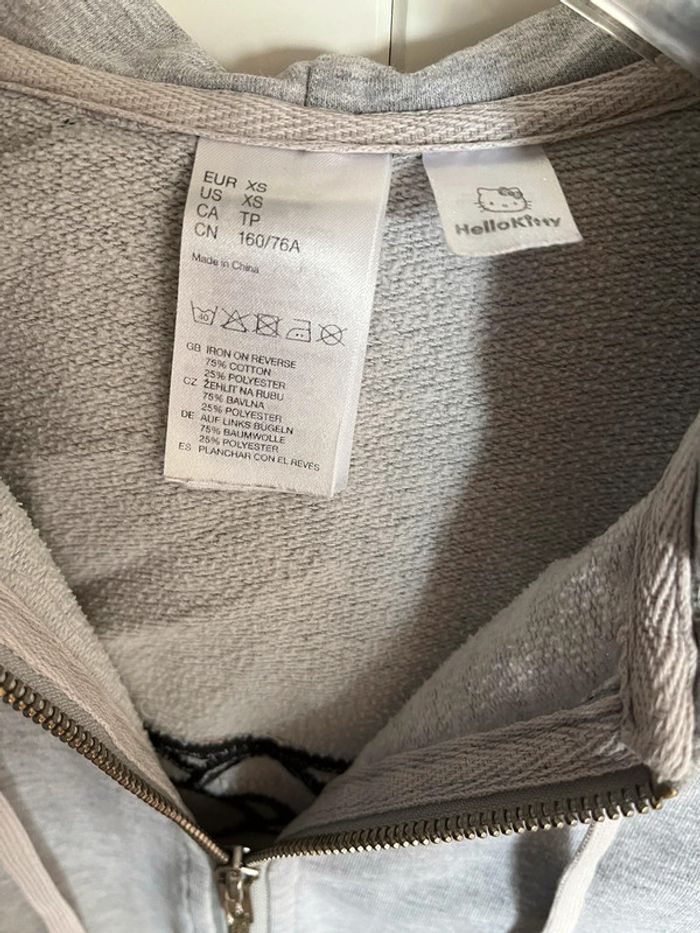 EUR XS
US XS
CA TP
CN 160/76A
Made in China
40
GB IRON ON REVERSE
75% COTTON
25% POLYESTER
CZ ŽEHLIT NA RUBU
75% BAVLNA
25% POLYESTER
DE AUF LINKS BÜGELN
75% BAUMWOLLE
25% POLYESTER
ES PLANCHAR CON EL REVÉS
HelloKitty